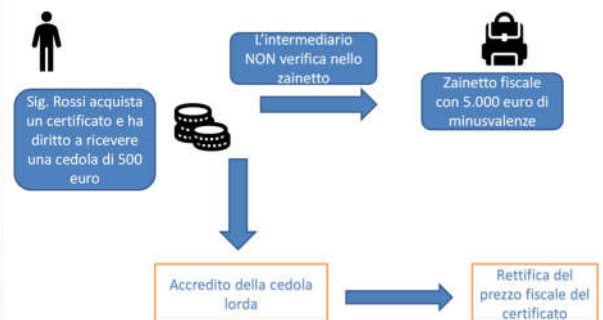 L'intermediario
NON verifica nello
zainetto
Sig. Rossi acquista
un certificato e ha
diritto a ricevere
una cedola di 500
euro
Zainetto fiscale
con 5.000 euro di
minusvalenze
Accredito della cedola
lorda
Rettifica del
prezzo fiscale del
certificato